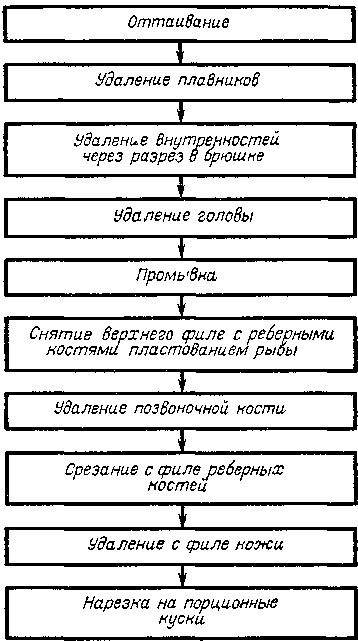 Оттаивание
Удаление плавников
Удаление внутренностей
через разрез в брюшке
Удаление головы
Промывка
Снятие верхнего филе с реберными
костями пластованием рыбы
Удаление позвоночной кости
Срезание с филе реберных
костей
Удаление с филе кожи
Нарезка на порционные
куски